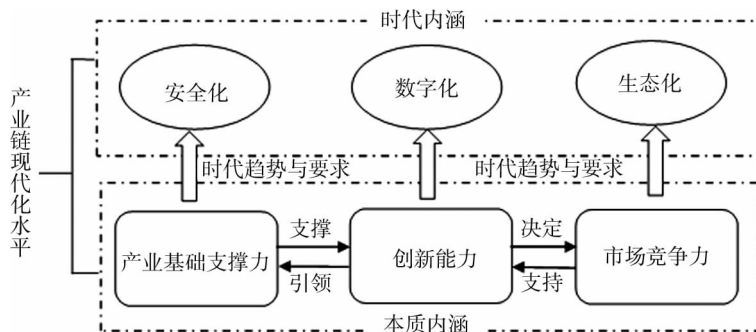 时代内涵
安全化
数字化
生态化
产业链现代化水平
时代趋势与要求
时代趋势与要求
产业基础支撑力
支撑
引领
创新能力
决定
支持
市场竞争力
本质内涵